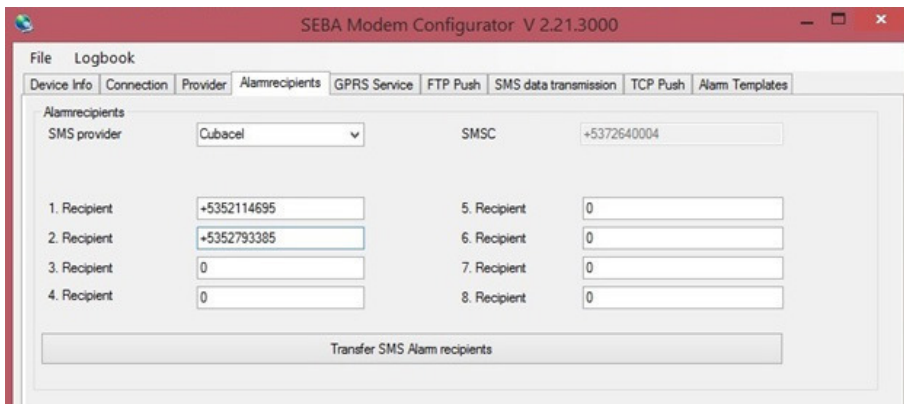 SEBA Modem Configurator V 2.21.3000
File Logbook
Device Info Connection Provider Alamrecipients GPRS Service FTP Push SMS data transmission TCP Push Alarm Templates
Alamrecipients
SMS provider Cubacel SMSC +5372640004
1. Recipient +5352114695 5. Recipient 0
2. Recipient +5352793385 6. Recipient 0
3. Recipient 0 7. Recipient 0
4. Recipient 0 8. Recipient 0
Transfer SMS Alarm recipients